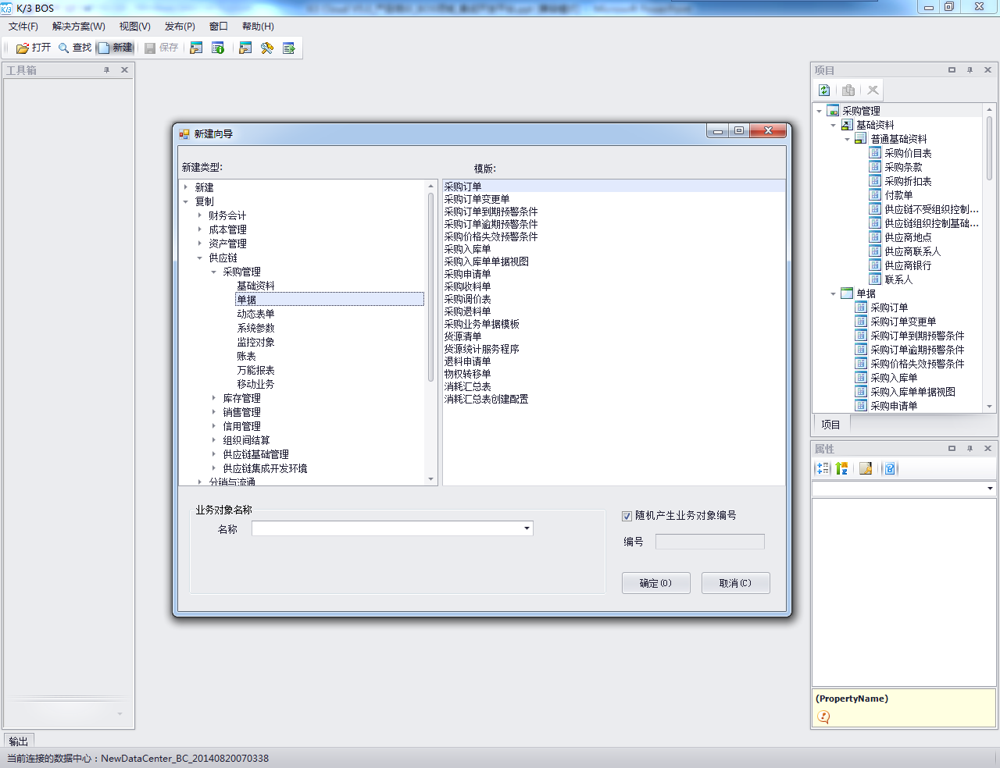 K/3 BOS
文件(F) 解决方案(W) 视图(V) 发布(P) 窗口 帮助(H)
打开 查找 新建 保存
工具箱
新建向导
新建类型:
新建
复制
财务会计
成本管理
资产管理
供应链
采购管理
基础资料
单据
动态表单
系统参数
监控对象
账表
万能报表
移动业务
库存管理
销售管理
信用管理
组织间结算
供应链基础管理
供应链集成开发环境
分销与流通
模版:
采购订单
采购订单变更单
采购订单到期预警条件
采购订单逾期预警条件
采购价格失效预警条件
采购入库单
采购入库单单据视图
采购申请单
采购收料单
采购调价表
采购退料单
采购业务单据模板
货源清单
货源统计服务程序
退料申请单
物权转移单
消耗汇总表
消耗汇总表创建配置
业务对象名称
名称
随机产生业务对象编号
编号
确定(O) 取消(C)
项目
采购管理
基础资料
普通基础资料
采购价目表
采购条款
采购折扣表
付款单
供应链不受组织控制...
供应链组织控制基础...
供应商地点
供应商联系人
供应商银行
联系人
单据
采购订单
采购订单变更单
采购订单到期预警条件
采购订单逾期预警条件
采购价格失效预警条件
采购入库单
采购入库单单据视图
采购申请单
项目
属性
(PropertyName)
输出
当前连接的数据中心：NewDataCenter_BC_20140820070338